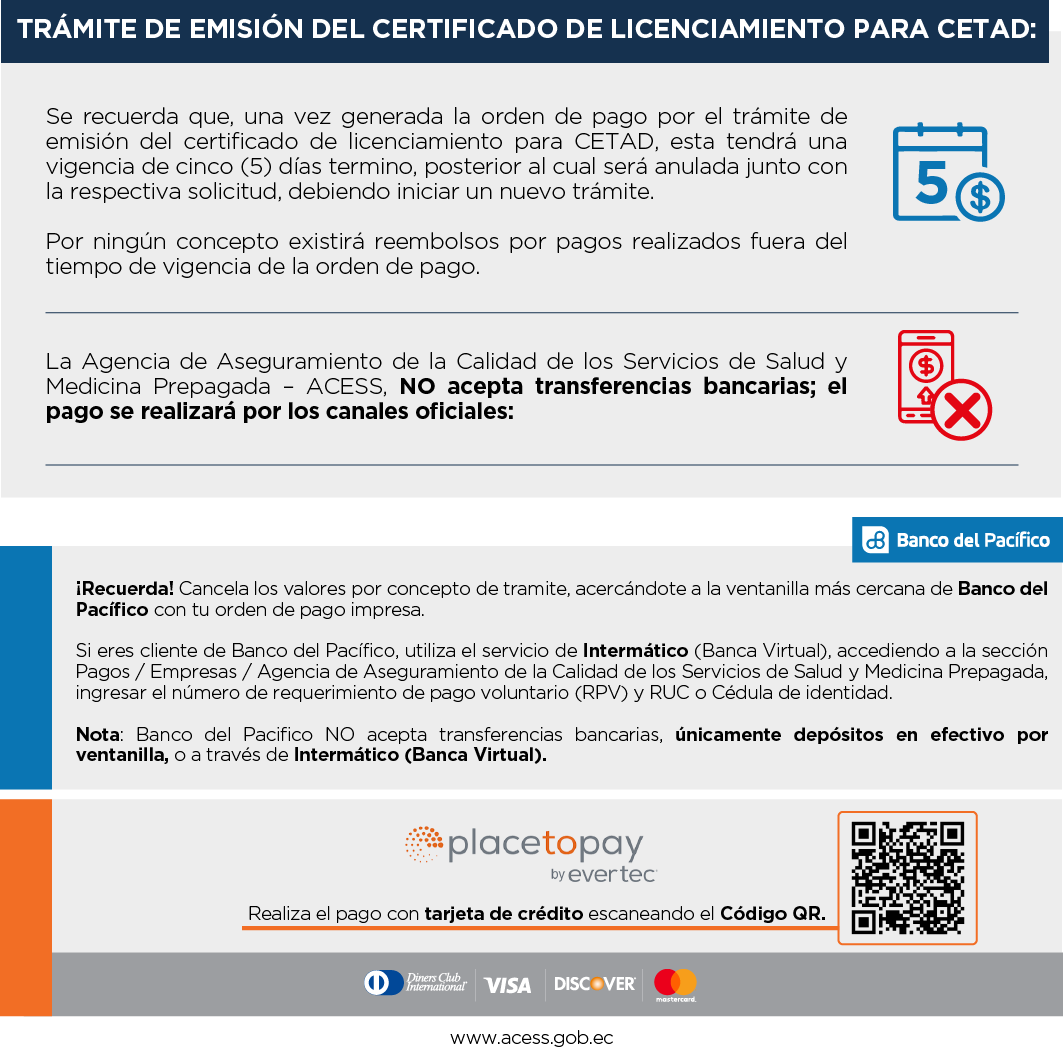 TRÁMITE DE EMISIÓN DEL CERTIFICADO DE LICENCIAMIENTO PARA CETAD:
Se recuerda que, una vez generada la orden de pago por el trámite de
emisión del certificado de licenciamiento para CETAD, esta tendrá una
vigencia de cinco (5) días termino, posterior al cual será anulada junto con
la respectiva solicitud, debiendo iniciar un nuevo trámite.
5
$
Por ningún concepto existirá reembolsos por pagos realizados fuera del
tiempo de vigencia de la orden de pago.
La Agencia de Aseguramiento de la Calidad de los Servicios de Salud y
Medicina Prepagada – ACESS, NO acepta transferencias bancarias; el
pago se realizará por los canales oficiales:
$
Banco del Pacífico
¡Recuerda! Cancela los valores por concepto de tramite, acercándote a la ventanilla más cercana de Banco del
Pacífico con tu orden de pago impresa.
Si eres cliente de Banco del Pacífico, utiliza el servicio de Intermático (Banca Virtual), accediendo a la sección
Pagos / Empresas / Agencia de Aseguramiento de la Calidad de los Servicios de Salud y Medicina Prepagada,
ingresar el número de requerimiento de pago voluntario (RPV) y RUC o Cédula de identidad.
Nota: Banco del Pacifico NO acepta transferencias bancarias, únicamente depósitos en efectivo por
ventanilla, o a través de Intermático (Banca Virtual).
placetopay
by evertec
Realiza el pago con tarjeta de crédito escaneando el Código QR.
Diners Club
International
VISA
DISCOVER
mastercard
www.acess.gob.ec